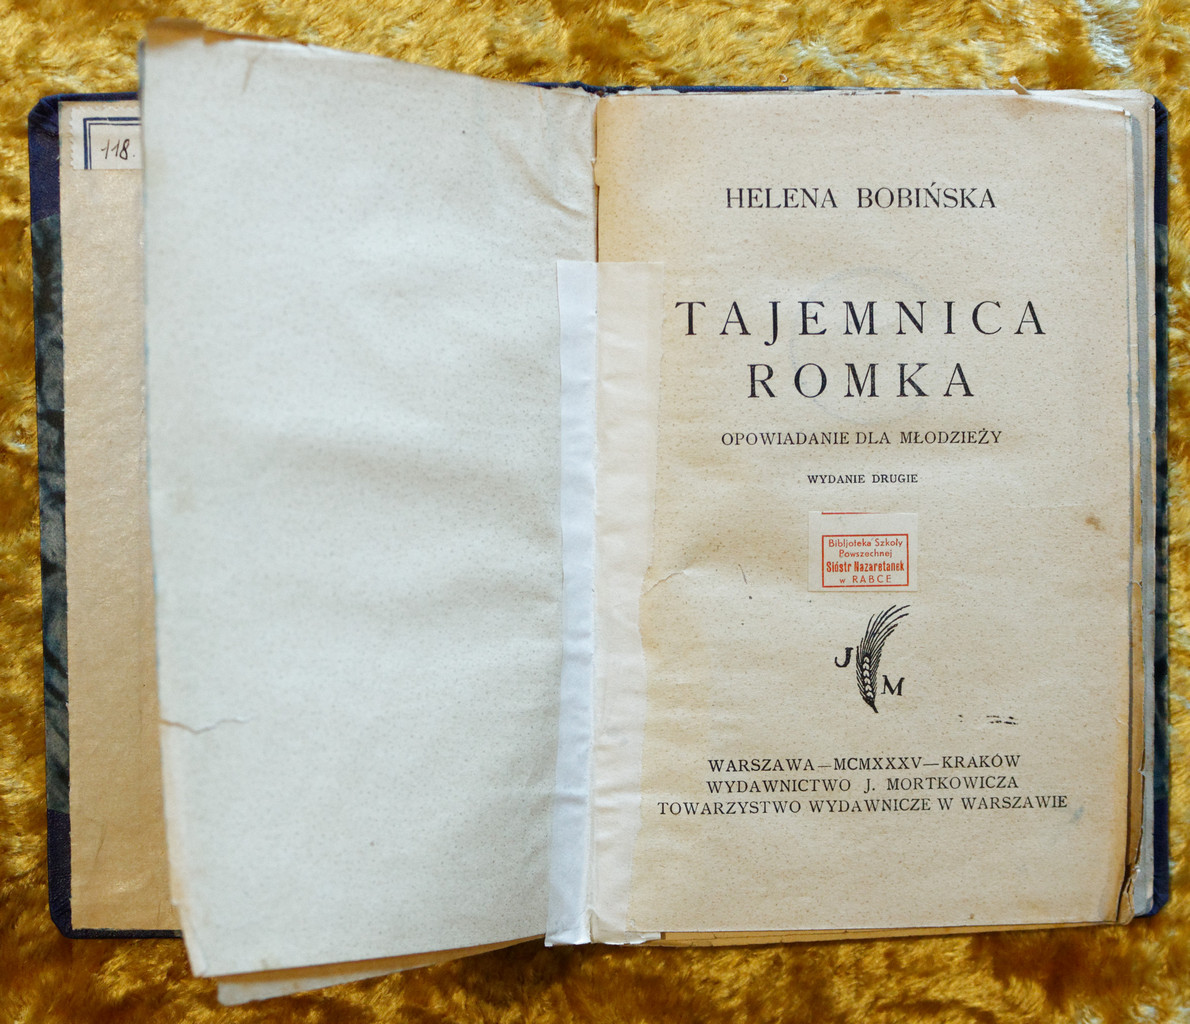 118.
HELENA BOBIŃSKA
TAJEMNICA
ROMKA
OPOWIADANIE DLA MŁODZIEŻY
WYDANIE DRUGIE
Bibljoteka Szkoły
Powszechnej
Sióstr Nazaretanek
w RABCE
J M
WARSZAWA—MCMXXXV—KRAKÓW
WYDAWNICTWO J. MORTKOWICZA
TOWARZYSTWO WYDAWNICZE W WARSZAWIE